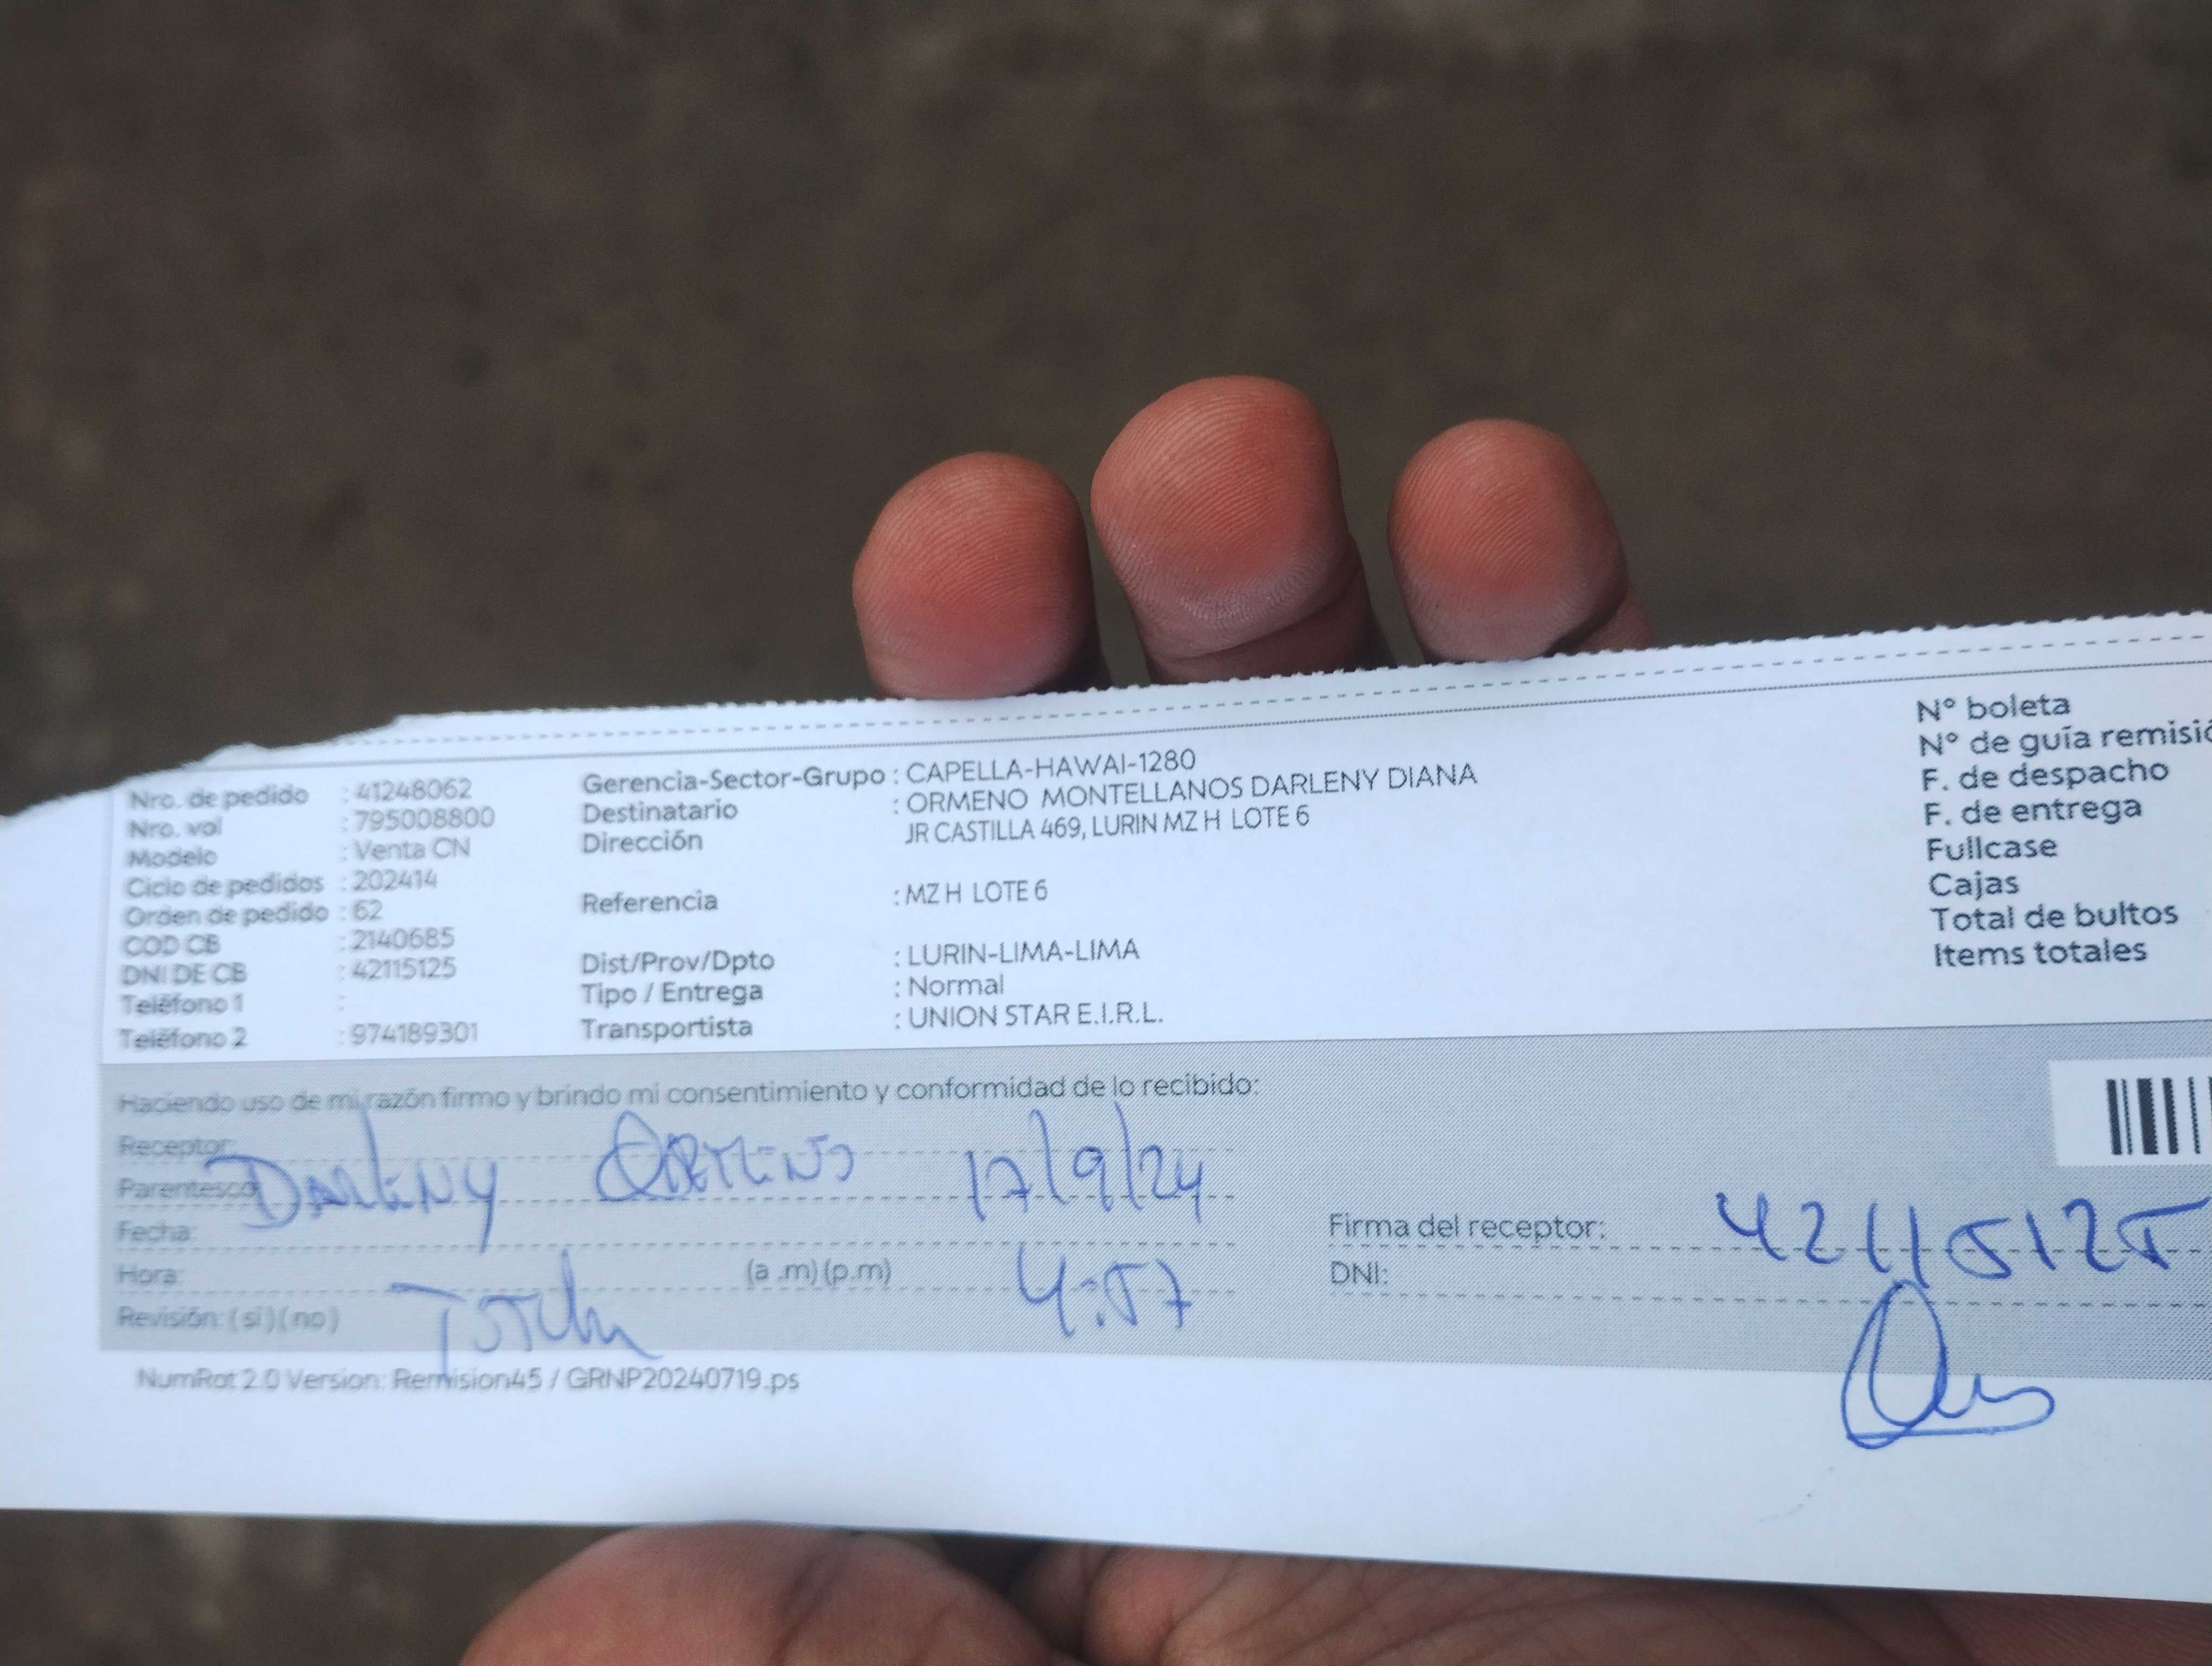 Nro. de pedido : 41248062
Nro. vol : 795008800
Modelo : Venta CN
Ciclo de pedidos : 202414
Orden de pedido : 62
COD CB : 2140685
DNI DE CB : 42115125
Teléfono 1 :
Teléfono 2 : 974189301
Gerencia-Sector-Grupo : CAPELLA-HAWAI-1280
Destinatario : ORMENO MONTELLANOS DARLENY DIANA
Dirección JR CASTILLA 469, LURIN MZ H LOTE 6
Referencia : MZ H LOTE 6
Dist/Prov/Dpto : LURIN-LIMA-LIMA
Tipo / Entrega : Normal
Transportista : UNION STAR E.I.R.L.
N° boleta
N° de guía remisió
F. de despacho
F. de entrega
Fullcase
Cajas
Total de bultos
Items totales
Haciendo uso de mi razón firmo y brindo mi consentimiento y conformidad de lo recibido:
Receptor:
Parentesco: Darleny Ormeno 17/9/24
Fecha:
Hora: (a .m) (p.m) 4:57
Revisión: ( si ) ( no )
Firma del receptor: 42115125
DNI:
NumRot 2.0 Version: Remision45 / GRNP20240719.ps